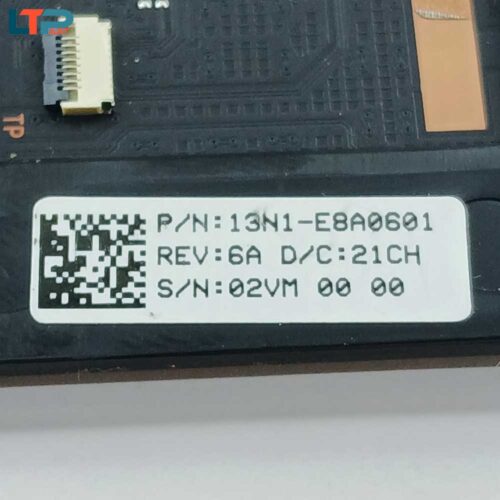 LTP
TP
P/N:13N1-E8A0601
REV:6A D/C:21CH
S/N:02VM 00 00